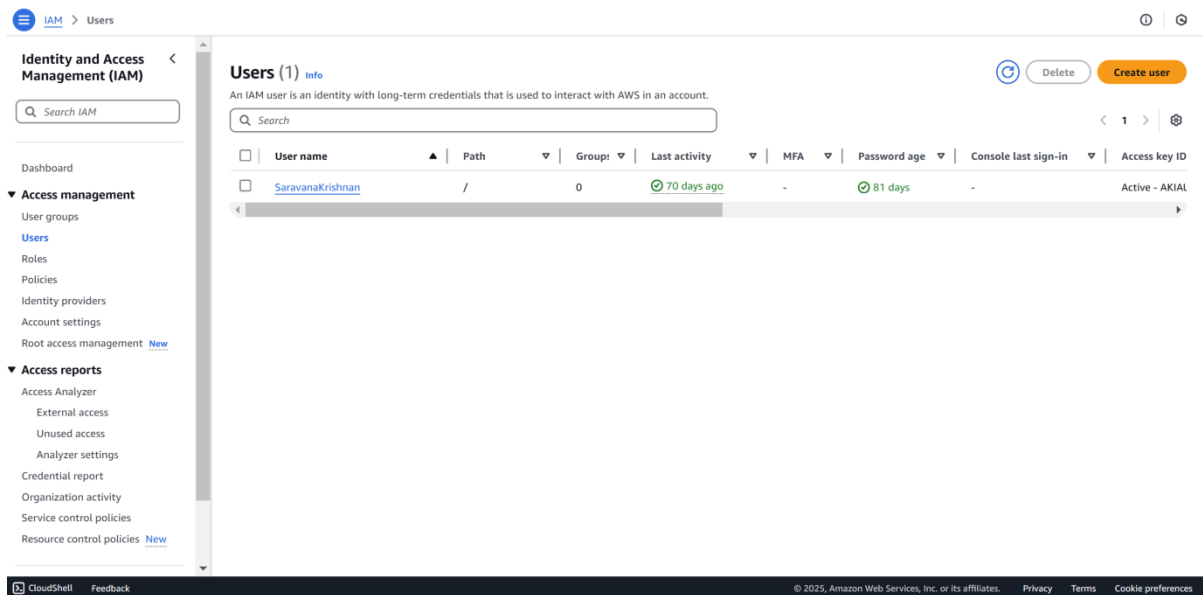 IAM > Users
Identity and Access
Management (IAM)
Search IAM
Dashboard
Access management
User groups
Users
Roles
Policies
Identity providers
Account settings
Root access management New
Access reports
Access Analyzer
External access
Unused access
Analyzer settings
Credential report
Organization activity
Service control policies
Resource control policies New
Users (1) Info
Delete
Create user
An IAM user is an identity with long-term credentials that is used to interact with AWS in an account.
Search
1
User name Path Group: Last activity MFA Password age Console last sign-in Access key ID
SaravanaKrishnan / 0 70 days ago - 81 days - Active - AKIAU
CloudShell Feedback © 2025, Amazon Web Services, Inc. or its affiliates. Privacy Terms Cookie preferences